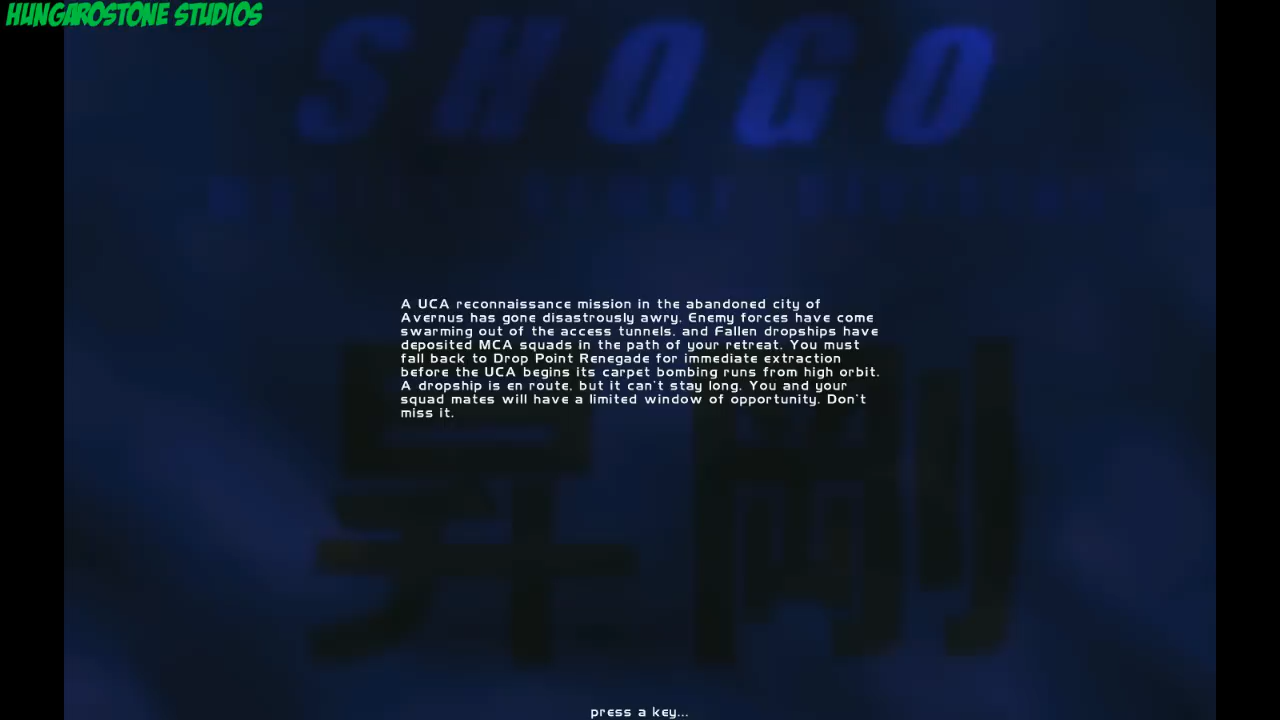 HUNGAROSTONE STUDIOS
SHOGO
A UCA reconnaissance mission in the abandoned city of
Avernus has gone disastrously awry. Enemy forces have come
swarming out of the access tunnels, and Fallen dropships have
deposited MCA squads in the path of your retreat. You must
fall back to Drop Point Renegade for immediate extraction
before the UCA begins its carpet bombing runs from high orbit.
A dropship is en route, but it can't stay long. You and your
squad mates will have a limited window of opportunity. Don't
miss it.
昇剛
press a key...